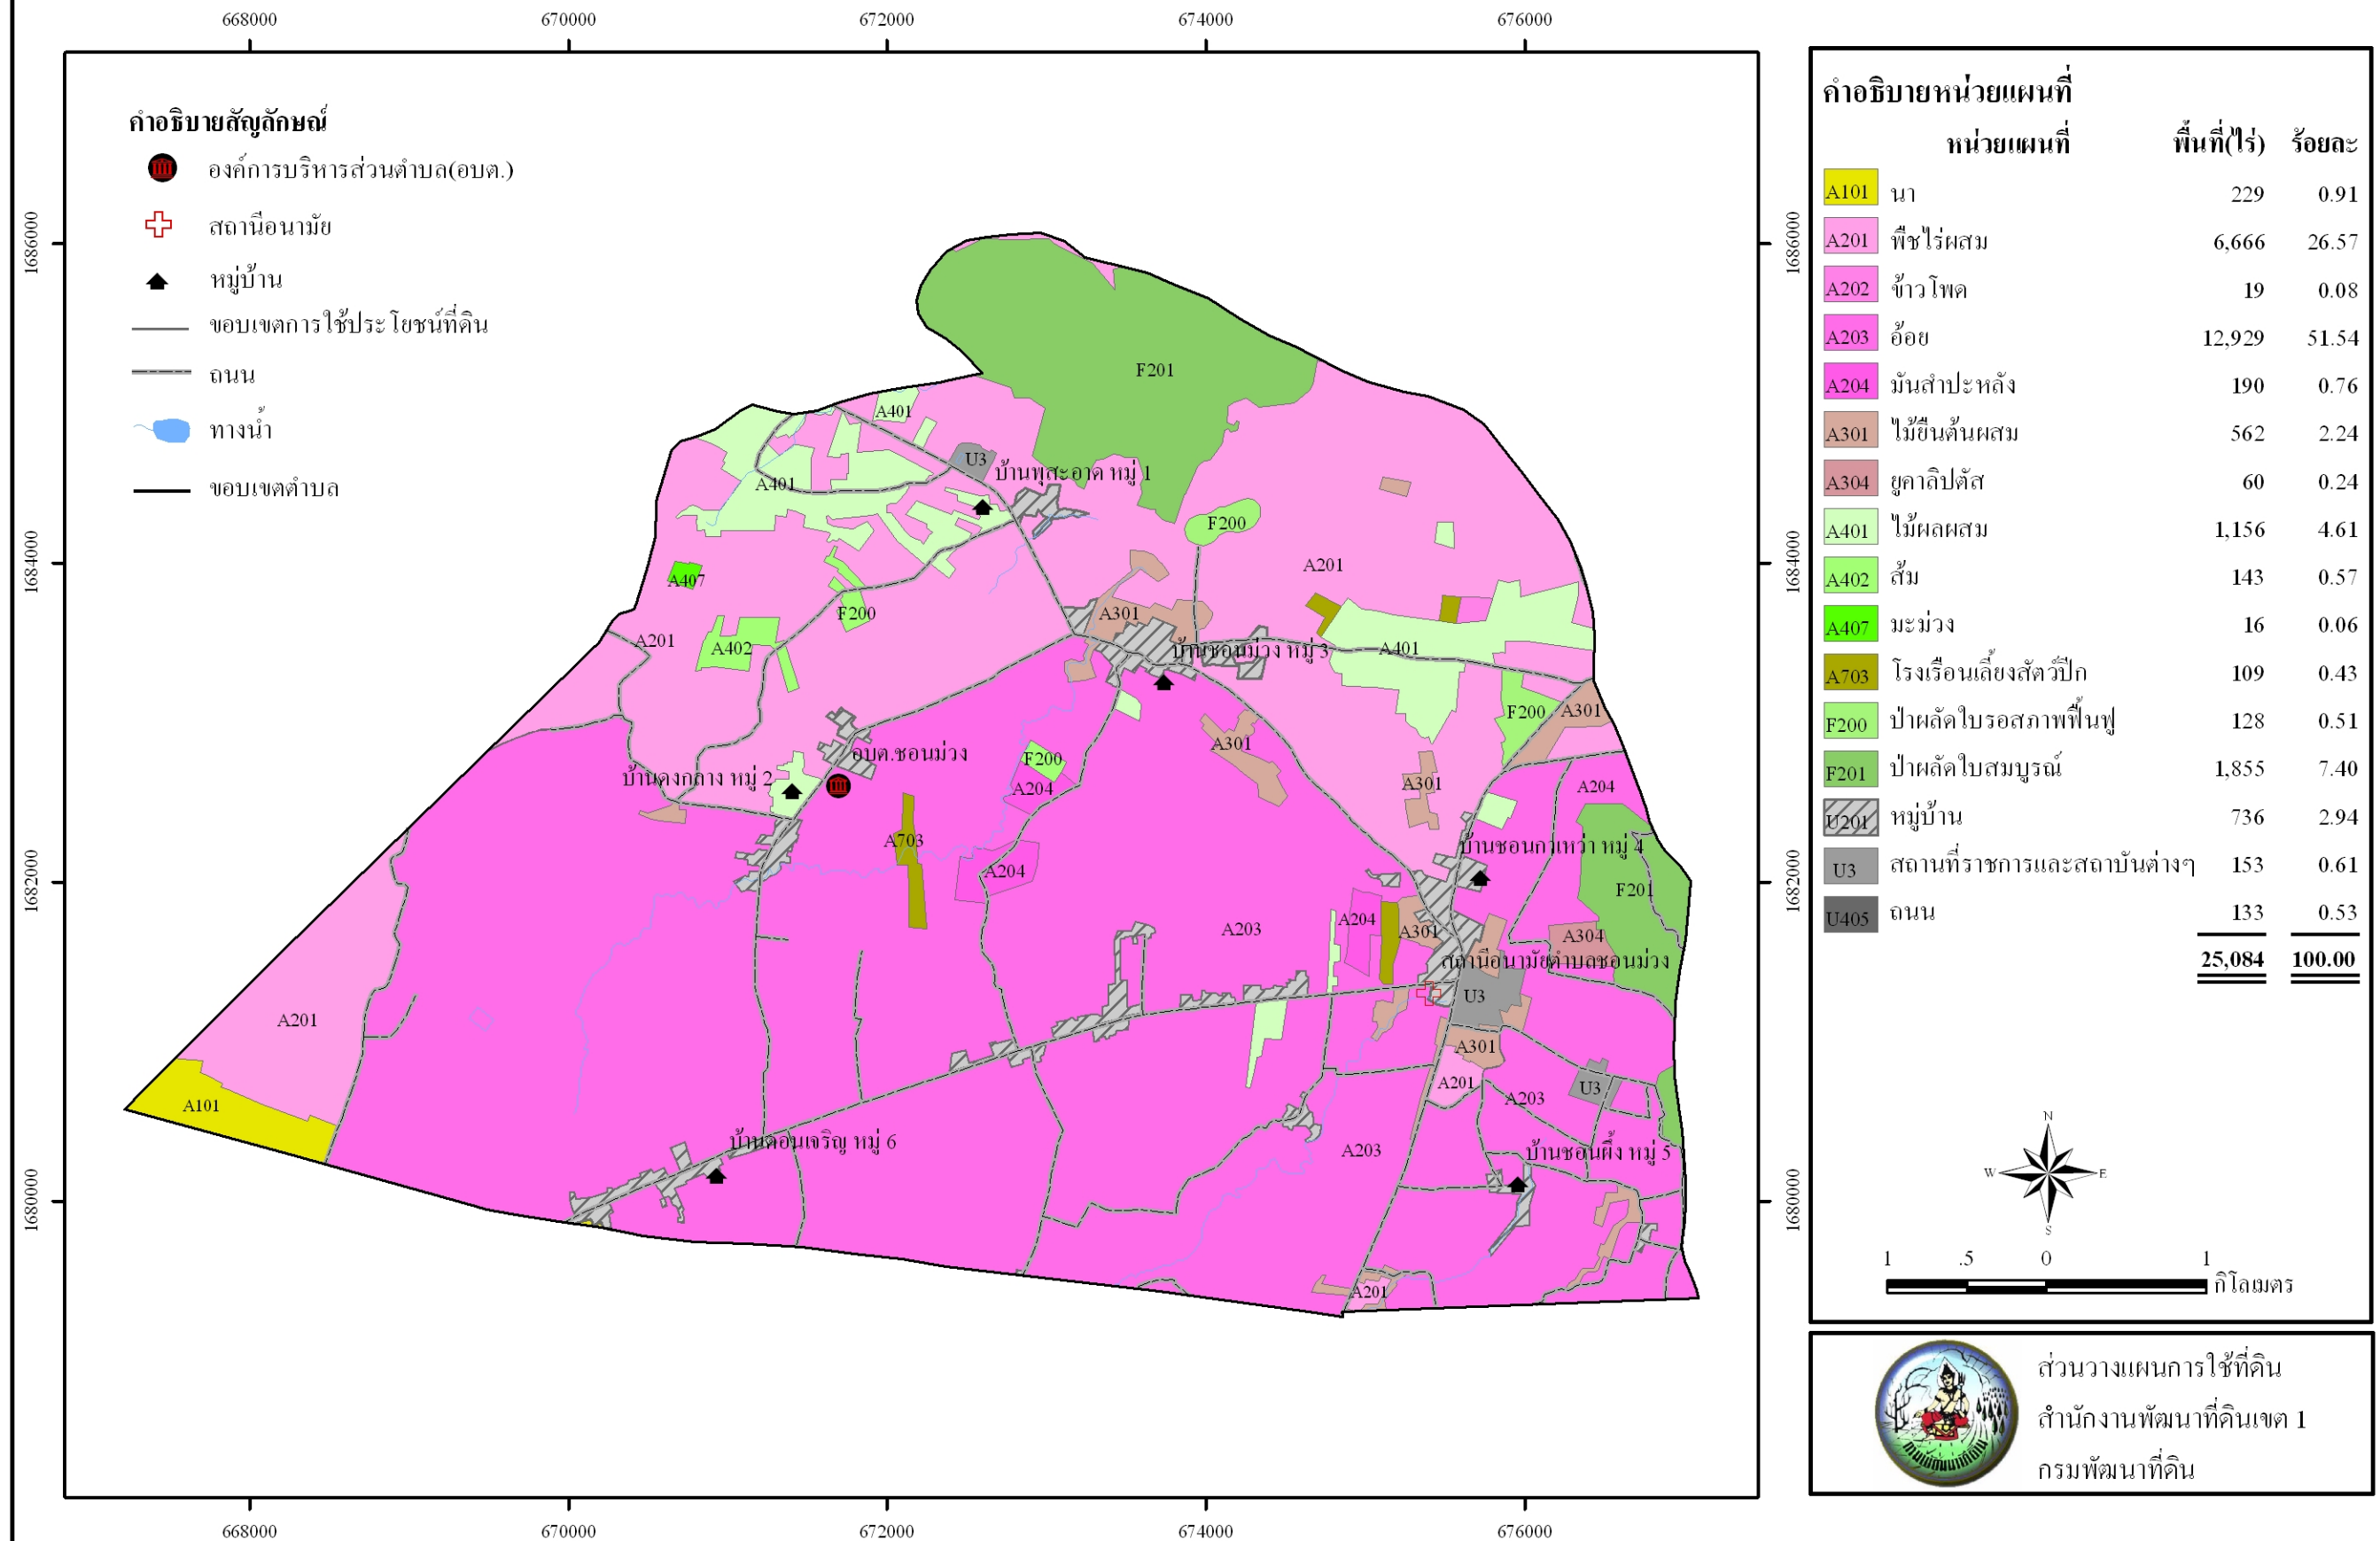 668000 670000 672000 674000 676000
คำอธิบายสัญลักษณ์
องค์การบริหารส่วนตำบล(อบต.)
สถานีอนามัย
หมู่บ้าน
ขอบเขตการใช้ประโยชน์ที่ดิน
ถนน
ทางน้ำ
ขอบเขตตำบล
1686000
1684000
1682000
1680000
1686000
1684000
1682000
1680000
F201
A401
U3
บ้านพุสะอาด หมู่ 1
A401
F200
A201
A407
F200
A301
A201
A402
บ้านชอนม่วง หมู่ 3
A401
F200
A301
A301
อบต.ชอนม่วง
F200
บ้านดงกลาง หมู่ 2
A204
A301
A204
A703
บ้านชอนกาเหว่า หมู่ 4
A204
F201
A203
A204
A301
A304
สถานีอนามัยตำบลชอนม่วง
U3
A201
A301
A201
U3
A101
A203
บ้านดอนเจริญ หมู่ 6
A203
บ้านชอนผึ้ง หมู่ 5
A201
668000 670000 672000 674000 676000
คำอธิบายหน่วยแผนที่
หน่วยแผนที่ พื้นที่(ไร่) ร้อยละ
A101 นา 229 0.91
A201 พืชไร่ผสม 6,666 26.57
A202 ข้าวโพด 19 0.08
A203 อ้อย 12,929 51.54
A204 มันสำปะหลัง 190 0.76
A301 ไม้ยืนต้นผสม 562 2.24
A304 ยูคาลิปตัส 60 0.24
A401 ไม้ผลผสม 1,156 4.61
A402 ส้ม 143 0.57
A407 มะม่วง 16 0.06
A703 โรงเรือนเลี้ยงสัตว์ปีก 109 0.43
F200 ป่าผลัดใบรอสภาพฟื้นฟู 128 0.51
F201 ป่าผลัดใบสมบูรณ์ 1,855 7.40
U201 หมู่บ้าน 736 2.94
U3 สถานที่ราชการและสถาบันต่างๆ 153 0.61
U405 ถนน 133 0.53
25,084 100.00
N
W E
S
1 .5 0 1
กิโลเมตร
ส่วนวางแผนการใช้ที่ดิน
สำนักงานพัฒนาที่ดินเขต 1
กรมพัฒนาที่ดิน
กรมพัฒนาที่ดิน